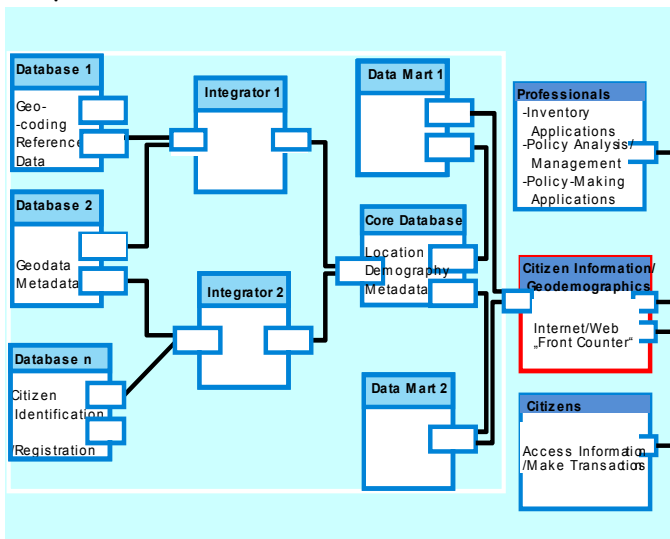 Database 1
Geo-
-coding
Reference
Data
Database 2
Geodata
Metadata
Database n
Citizen
Identification
/Registration
Integrator 1
Integrator 2
Data Mart 1
Core Database
Location
Demography
Metadata
Data Mart 2
Professionals
-Inventory
Applications
-Policy Analysis/
Management
-Policy-Making
Applications
Citizen Information/
Geodemographics
Internet/Web
„Front Counter“
Citizens
Access Information
/Make Transactions